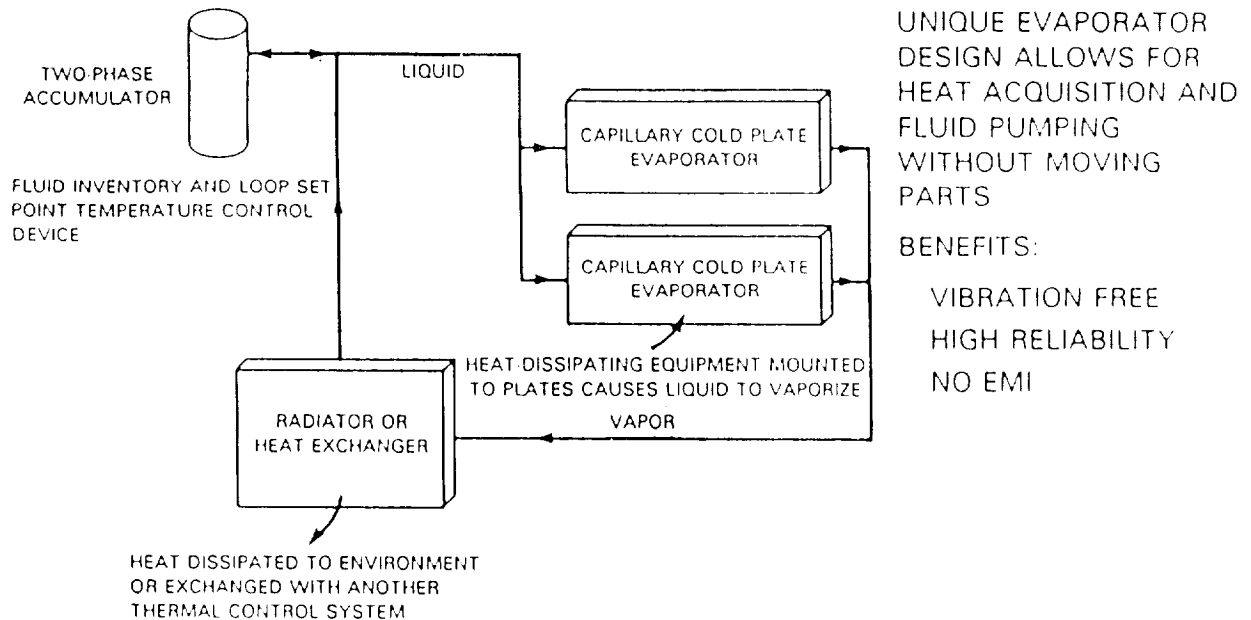 TWO-PHASE
ACCUMULATOR
LIQUID
FLUID INVENTORY AND LOOP SET
POINT TEMPERATURE CONTROL
DEVICE
CAPILLARY COLD PLATE
EVAPORATOR
CAPILLARY COLD PLATE
EVAPORATOR
HEAT-DISSIPATING EQUIPMENT MOUNTED
TO PLATES CAUSES LIQUID TO VAPORIZE
VAPOR
RADIATOR OR
HEAT EXCHANGER
HEAT DISSIPATED TO ENVIRONMENT
OR EXCHANGED WITH ANOTHER
THERMAL CONTROL SYSTEM
UNIQUE EVAPORATOR
DESIGN ALLOWS FOR
HEAT ACQUISITION AND
FLUID PUMPING
WITHOUT MOVING
PARTS
BENEFITS:
VIBRATION FREE
HIGH RELIABILITY
NO EMI